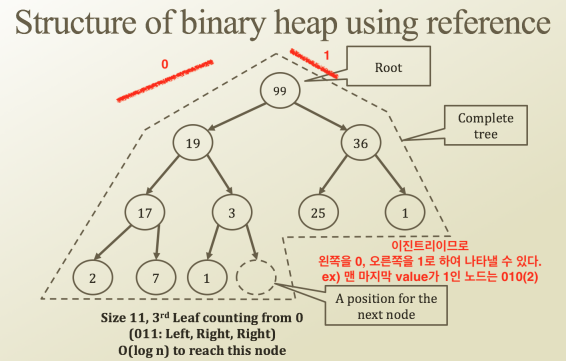 Structure of binary heap using reference
0
1
Root
99
Complete
tree
19
36
17
3
25
1
이진트리이므로
왼쪽을 0, 오른쪽을 1로 하여 나타낼 수 있다.
ex) 맨 마지막 value가 1인 노드는 010(2)
2
7
1
A position for the
next node
Size 11, 3rd Leaf counting from 0
(011: Left, Right, Right)
O(log n) to reach this node